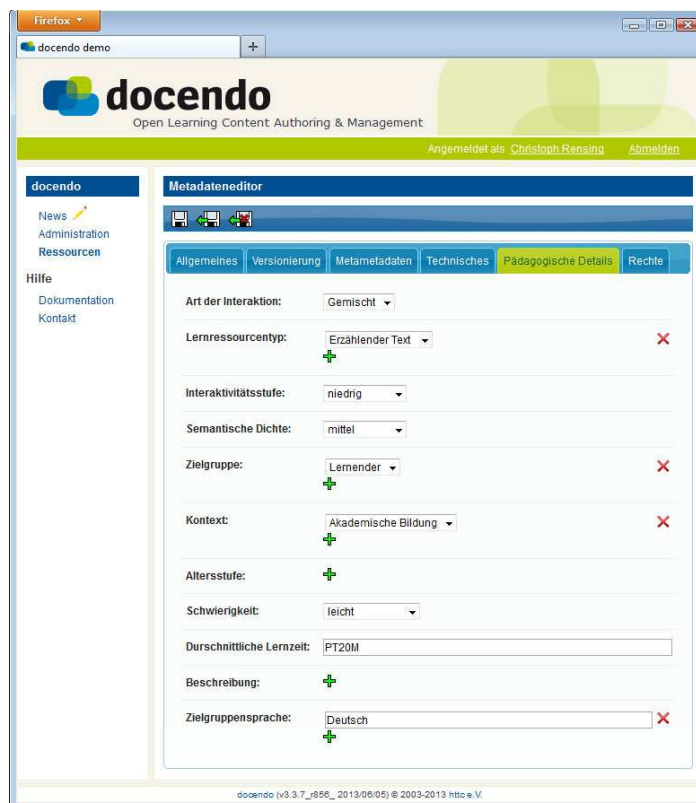 Firefox
docendo demo
docendo
Open Learning Content Authoring & Management
Angemeldet als Christoph Rensing Abmelden
docendo
News
Administration
Ressourcen
Hilfe
Dokumentation
Kontakt
Metadateneditor
Allgemeines Versionierung Metametadaten Technisches Pädagogische Details Rechte
Art der Interaktion: Gemischt
Lernressourcentyp: Erzählender Text
Interaktivitätsstufe: niedrig
Semantische Dichte: mittel
Zielgruppe: Lernender
Kontext: Akademische Bildung
Altersstufe:
Schwierigkeit: leicht
Durschnittliche Lernzeit: PT20M
Beschreibung:
Zielgruppensprache: Deutsch
docendo (v3.3.7_r856_ 2013/06/05) © 2003-2013 httc e.V.